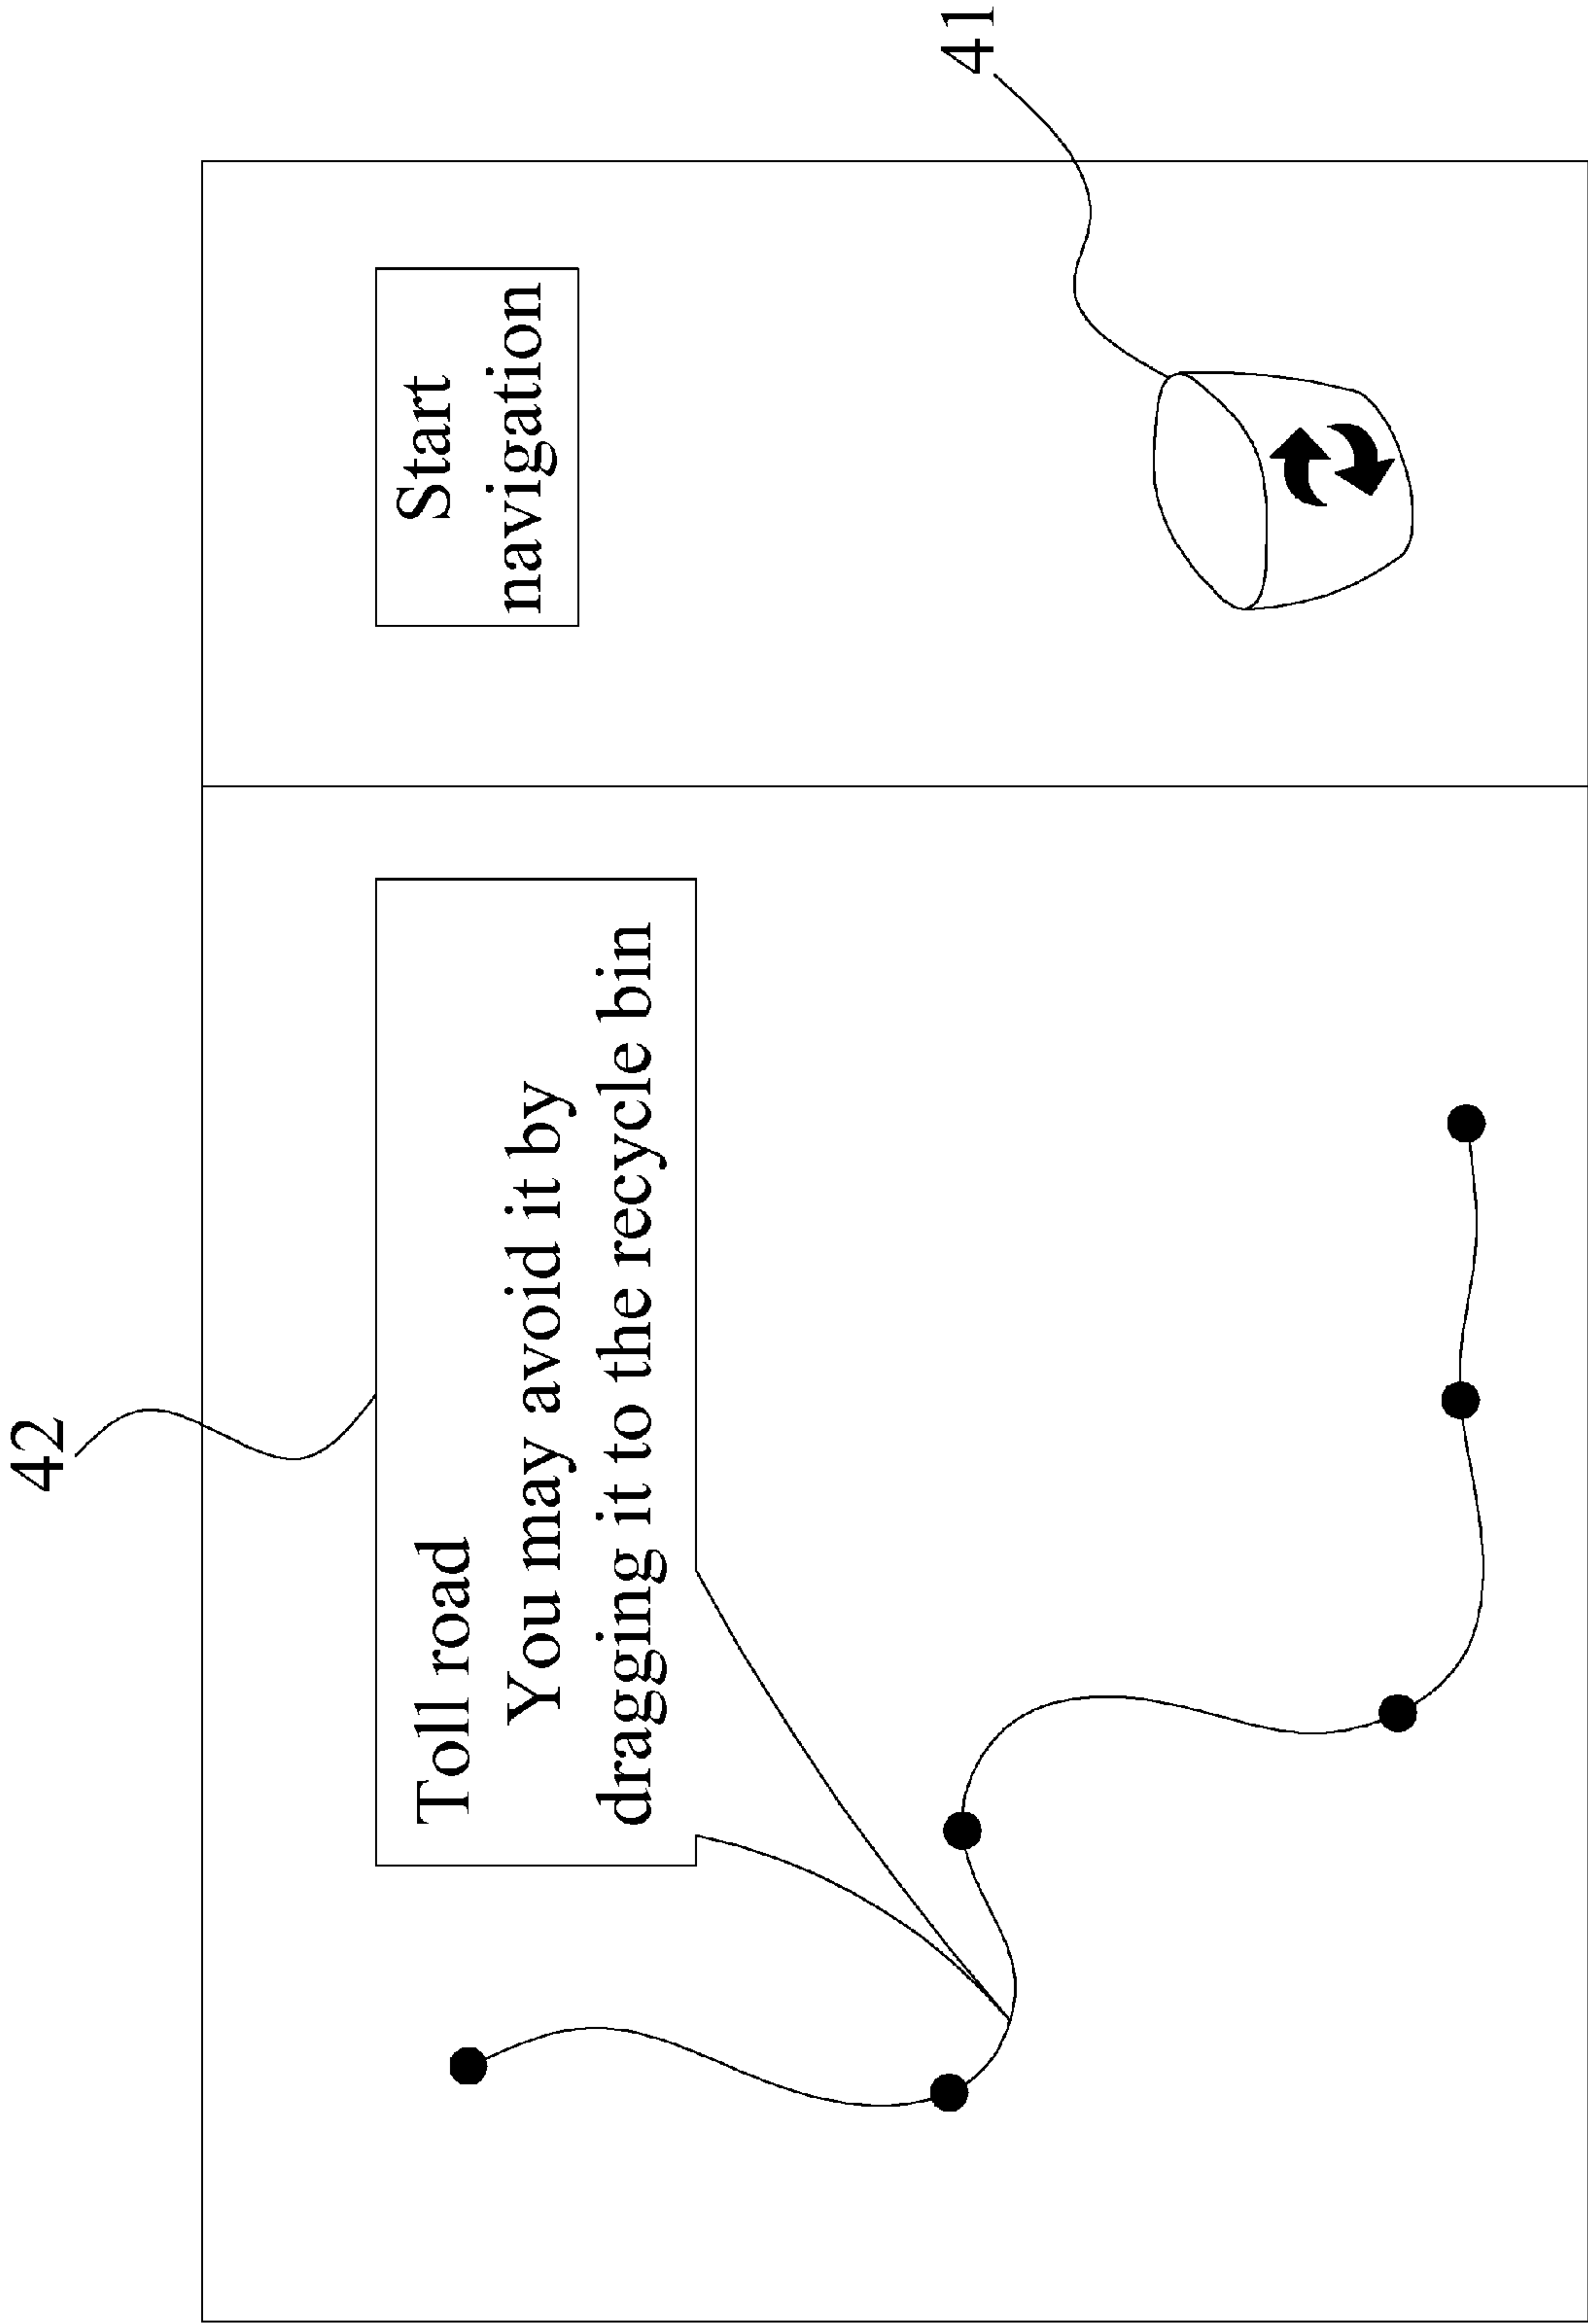 42
Toll road
You may avoid it by
dragging it to the recycle bin
Start
navigation
41